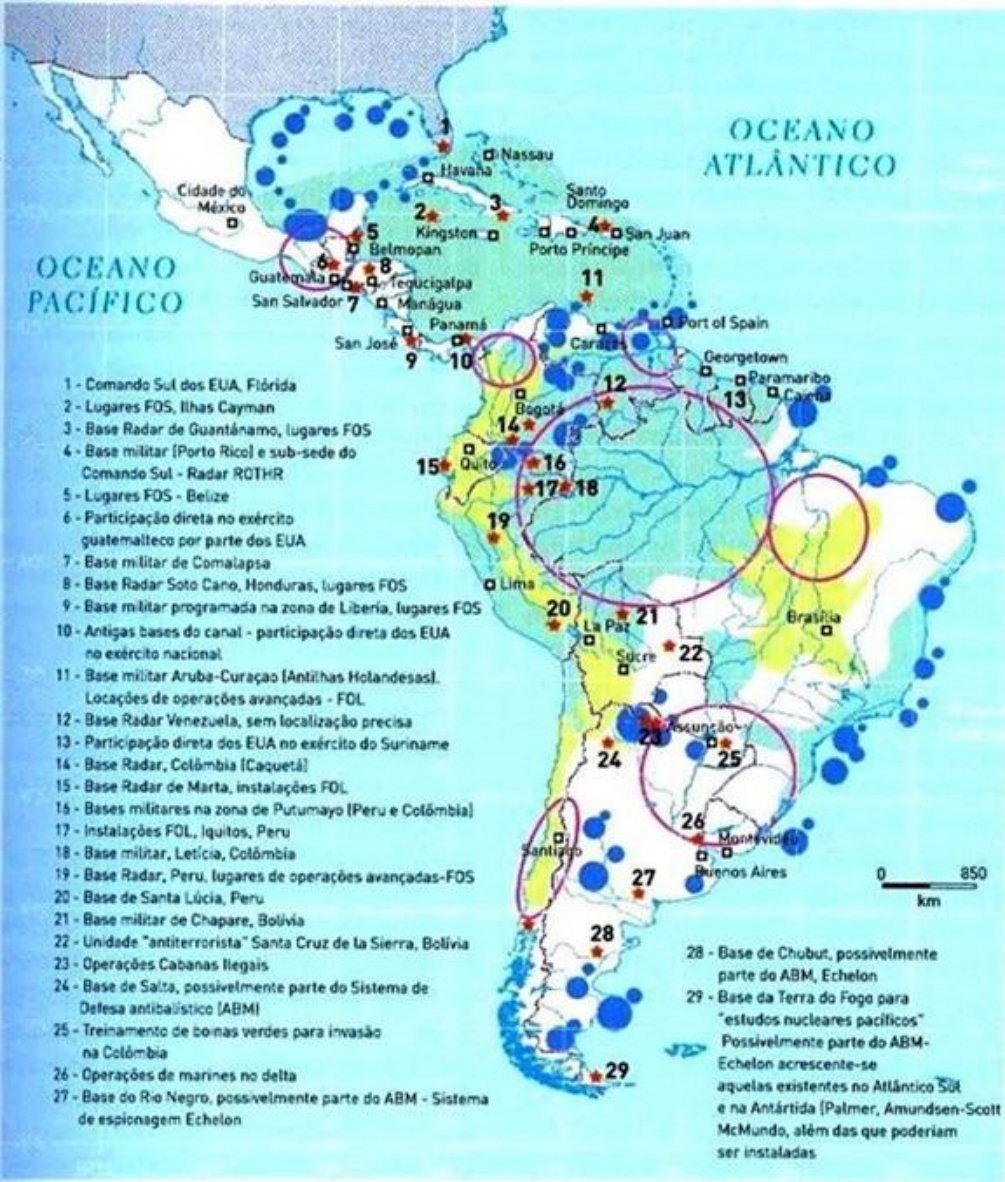 OCEANO
ATLÂNTICO
OCEANO
PACÍFICO
1
Nassau
Havana
Cidade do
México
Santo
Domingo
2
3
4
Kingston
San Juan
Porto Príncipe
5
Belmopan
6
8
Guatemala
Tegucigalpa
San Salvador
7
Manágua
11
Panamá
San José
9
10
Port of Spain
Caracas
Georgetown
Paramaribo
12
13
Caiena
Bogotá
14
15
Quito
16
17
18
19
Lima
20
La Paz
21
Brasília
22
Sucre
23
Assunção
24
25
Santiago
26
Montevidéu
Buenos Aires
27
28
29
0 850
km
1 - Comando Sul dos EUA, Flórida
2 - Lugares FOS, Ilhas Cayman
3 - Base Radar de Guantánamo, lugares FOS
4 - Base militar (Porto Rico) e sub-sede do
Comando Sul - Radar ROTHR
5 - Lugares FOS - Belize
6 - Participação direta no exército
guatemalteco por parte dos EUA
7 - Base militar de Comalapsa
8 - Base Radar Soto Cano, Honduras, lugares FOS
9 - Base militar programada na zona de Libería, lugares FOS
10 - Antigas bases do canal - participação direta dos EUA
no exército nacional
11 - Base militar Aruba-Curaçao (Antilhas Holandesas).
Locações de operações avançadas - FOL
12 - Base Radar Venezuela, sem localização precisa
13 - Participação direta dos EUA no exército do Suriname
14 - Base Radar, Colômbia (Caquetá)
15 - Base Radar de Marta, instalações FOL
16 - Bases militares na zona de Putumayo (Peru e Colômbia)
17 - Instalações FOL, Iquitos, Peru
18 - Base militar, Letícia, Colômbia
19 - Base Radar, Peru, lugares de operações avançadas-FOS
20 - Base de Santa Lúcia, Peru
21 - Base militar de Chapare, Bolívia
22 - Unidade "antiterrorista" Santa Cruz de la Sierra, Bolívia
23 - Operações Cabanas Ilegais
24 - Base de Salta, possivelmente parte do Sistema de
Defesa antibalístico (ABM)
25 - Treinamento de boinas verdes para invasão
na Colômbia
26 - Operações de marines no delta
27 - Base do Rio Negro, possivelmente parte do ABM - Sistema
de espionagem Echelon
28 - Base de Chubut, possivelmente
parte do ABM, Echelon
29 - Base da Terra do Fogo para
"estudos nucleares pacíficos"
Possivelmente parte do ABM-
Echelon acrescente-se
aquelas existentes no Atlântico Sul
e na Antártida (Palmer, Amundsen-Scott
McMundo, além das que poderiam
ser instaladas